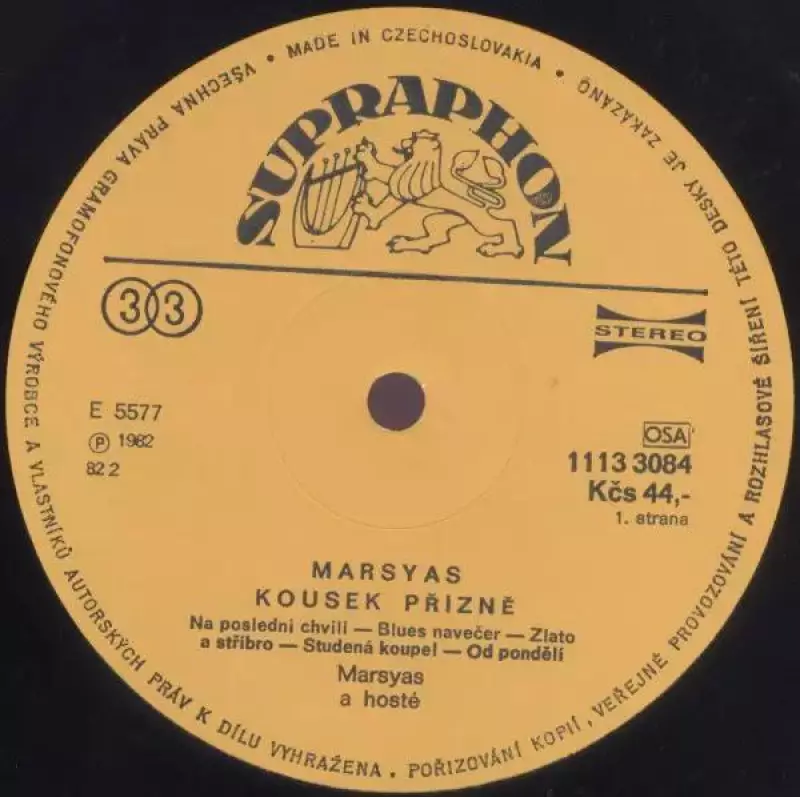 VŠECHNA PRÁVA GRAMOFONOVÉHO VÝROBCE A VLASTNÍKŮ AUTORSKÝCH PRÁV K DÍLU VYHRAŽENA. POŘIZOVÁNÍ KOPIÍ, VEŘEJNÉ PROVOZOVÁNÍ A ROZHLASOVÉ ŠÍŘENÍ TÉTO DESKY JE ZAKÁZÁNO • MADE IN CZECHOSLOVAKIA •
SUPRAPHON
33
STEREO
E 5577
Ⓟ 1982
82 2
OSA
1113 3084
Kčs 44,-
1. strana
MARSYAS
KOUSEK PŘÍZNĚ
Na poslední chvíli — Blues navečer — Zlato
a stříbro — Studená koupel — Od pondělí
Marsyas
a hosté